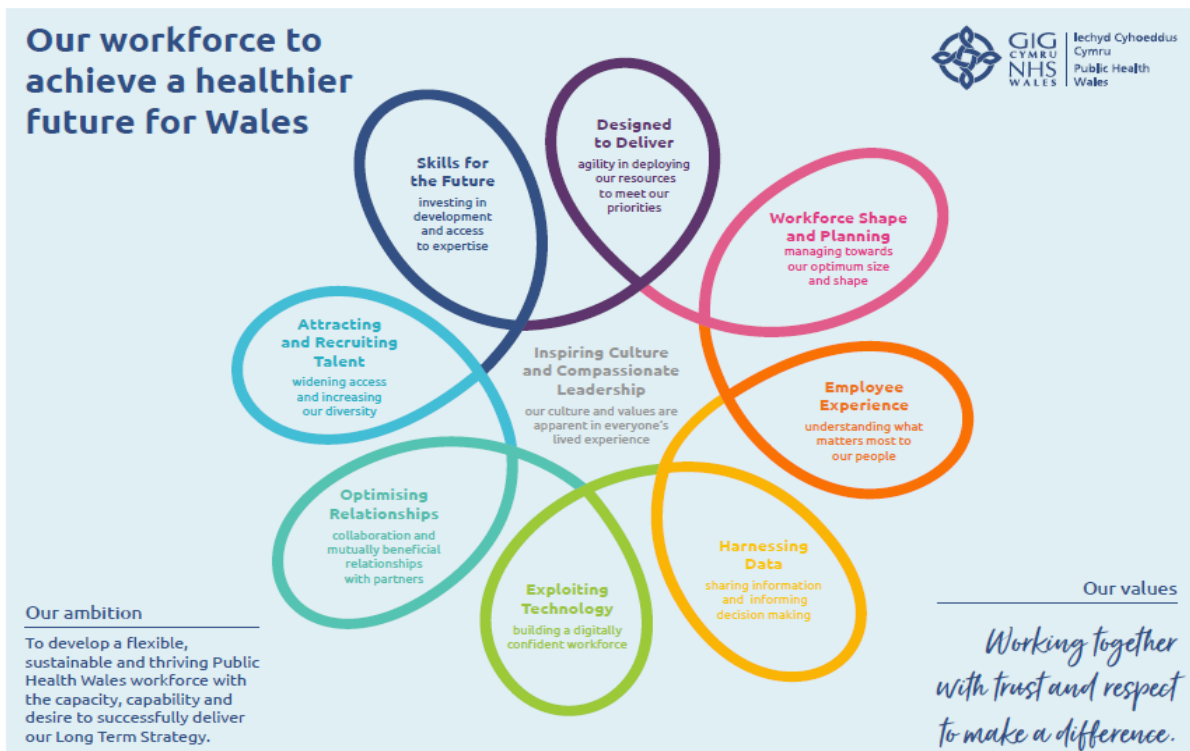 Our workforce to
achieve a healthier
future for Wales
GIG
CYMRU
NHS
WALES
Iechyd Cyhoeddus
Cymru
Public Health
Wales
Designed
to Deliver
agility in deploying
our resources
to meet our
priorities
Workforce Shape
and Planning
managing towards
our optimum size
and shape
Employee
Experience
understanding what
matters most to
our people
Harnessing
Data
sharing information
and informing
decision making
Exploiting
Technology
building a digitally
confident workforce
Optimising
Relationships
collaboration and
mutually beneficial
relationships
with partners
Attracting
and Recruiting
Talent
widening access
and increasing
our diversity
Skills for
the Future
investing in
development
and access
to expertise
Inspiring Culture
and Compassionate
Leadership
our culture and values are
apparent in everyone's
lived experience
Our ambition
To develop a flexible,
sustainable and thriving Public
Health Wales workforce with
the capacity, capability and
desire to successfully deliver
our Long Term Strategy.
Our values
Working together
with trust and respect
to make a difference.